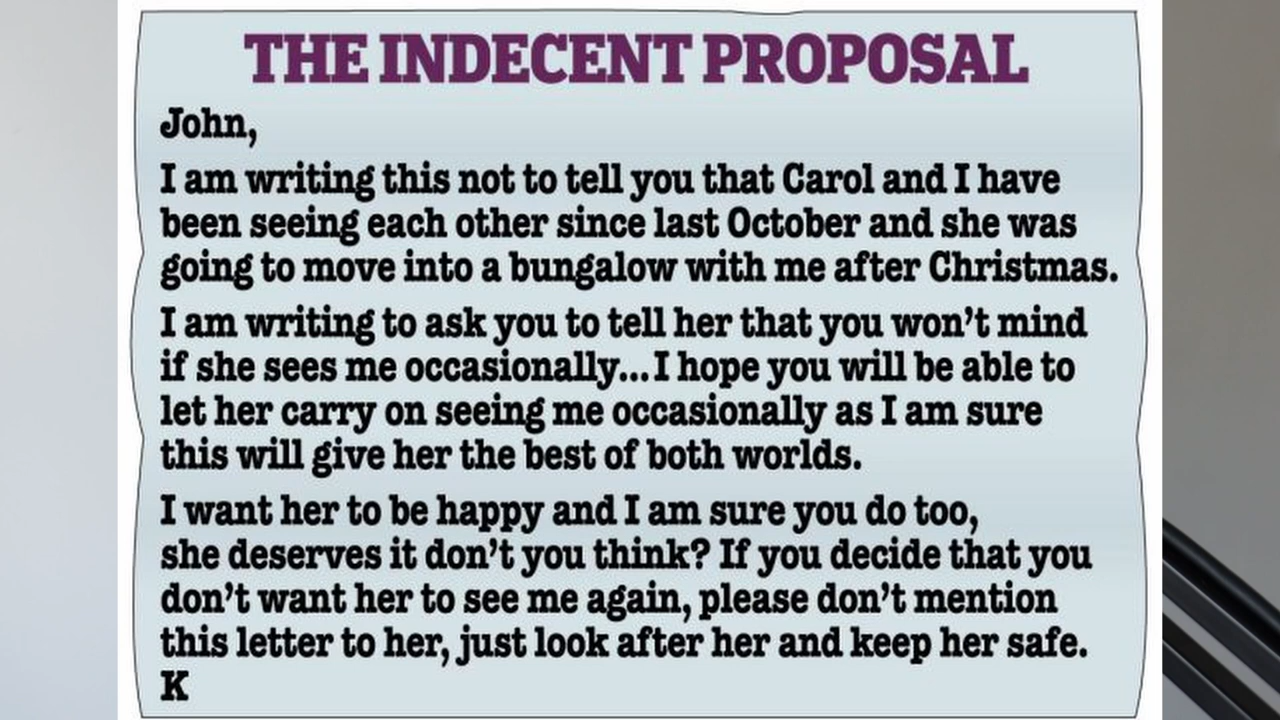 THE INDECENT PROPOSAL
John,
I am writing this not to tell you that Carol and I have
been seeing each other since last October and she was
going to move into a bungalow with me after Christmas.
I am writing to ask you to tell her that you won’t mind
if she sees me occasionally...I hope you will be able to
let her carry on seeing me occasionally as I am sure
this will give her the best of both worlds.
I want her to be happy and I am sure you do too,
she deserves it don’t you think? If you decide that you
don’t want her to see me again, please don’t mention
this letter to her, just look after her and keep her safe.
K